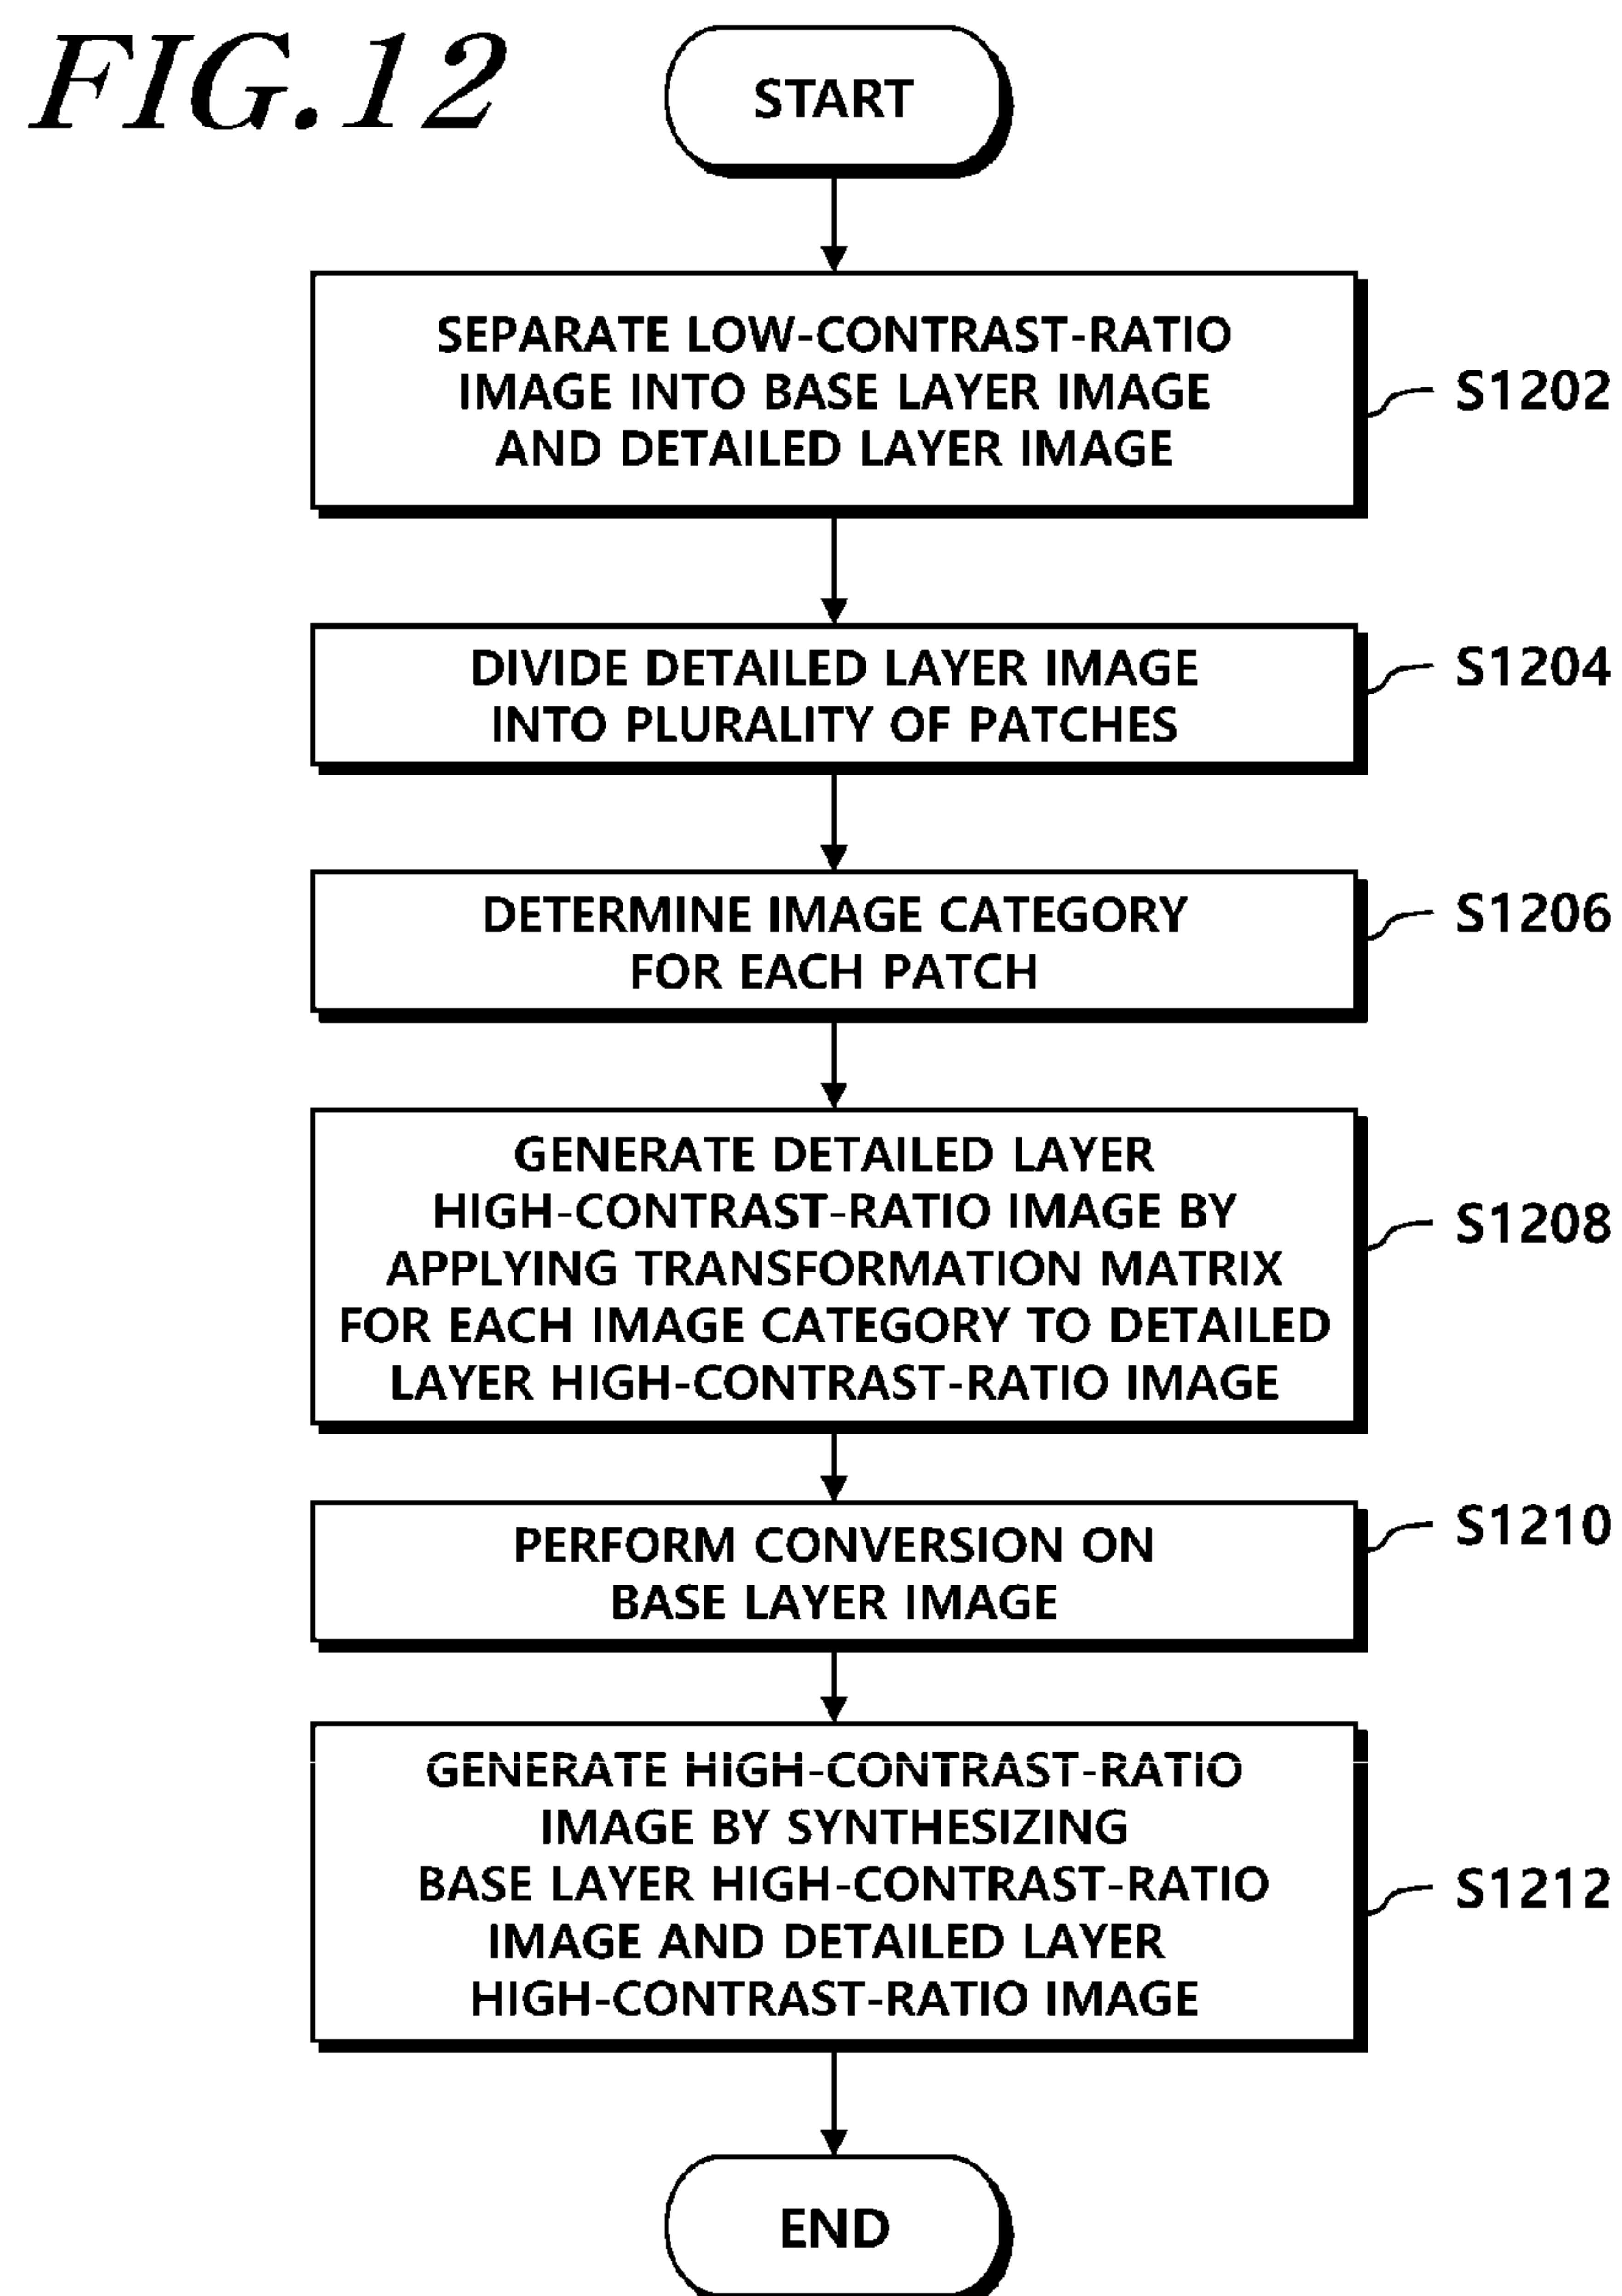 FIG.12
START
SEPARATE LOW-CONTRAST-RATIO
IMAGE INTO BASE LAYER IMAGE
AND DETAILED LAYER IMAGE
S1202
DIVIDE DETAILED LAYER IMAGE
INTO PLURALITY OF PATCHES
S1204
DETERMINE IMAGE CATEGORY
FOR EACH PATCH
S1206
GENERATE DETAILED LAYER
HIGH-CONTRAST-RATIO IMAGE BY
APPLYING TRANSFORMATION MATRIX
FOR EACH IMAGE CATEGORY TO DETAILED
LAYER HIGH-CONTRAST-RATIO IMAGE
S1208
PERFORM CONVERSION ON
BASE LAYER IMAGE
S1210
GENERATE HIGH-CONTRAST-RATIO
IMAGE BY SYNTHESIZING
BASE LAYER HIGH-CONTRAST-RATIO
IMAGE AND DETAILED LAYER
HIGH-CONTRAST-RATIO IMAGE
S1212
END